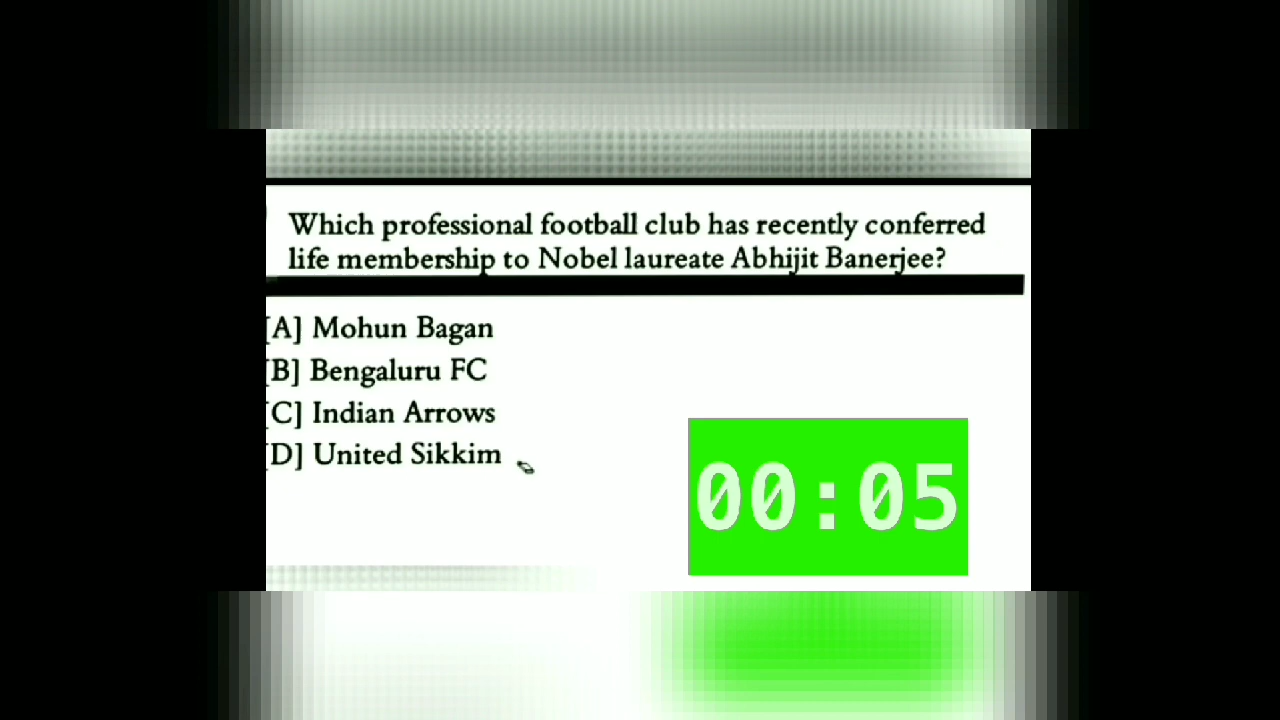 Which professional football club has recently conferred
life membership to Nobel laureate Abhijit Banerjee?
[A] Mohun Bagan
[B] Bengaluru FC
[C] Indian Arrows
[D] United Sikkim
00:05